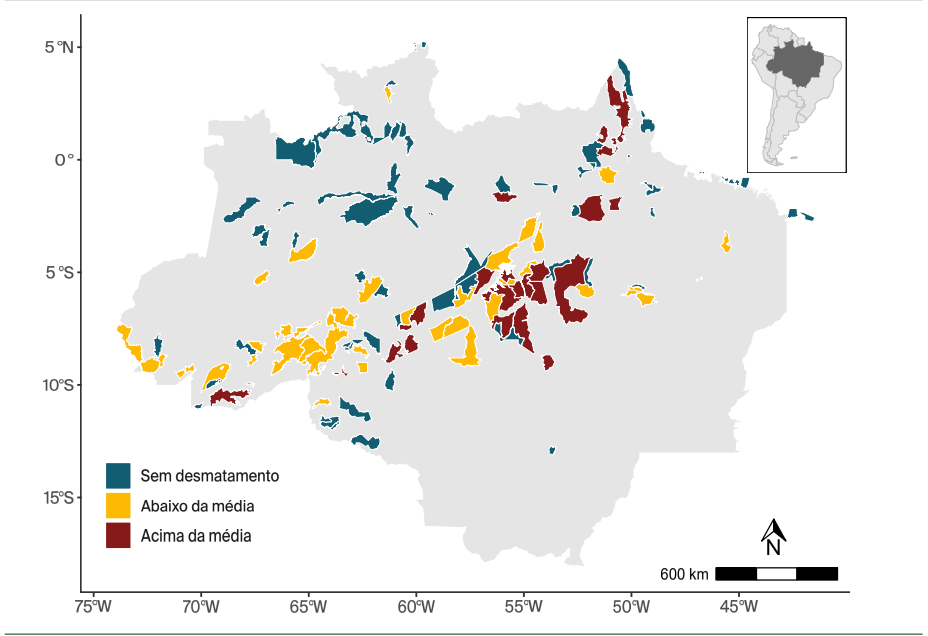 5°N
0°
5°S
10°S
15°S
Sem desmatamento
Abaixo da média
Acima da média
N
600 km
75°W
70°W
65°W
60°W
55°W
50°W
45°W